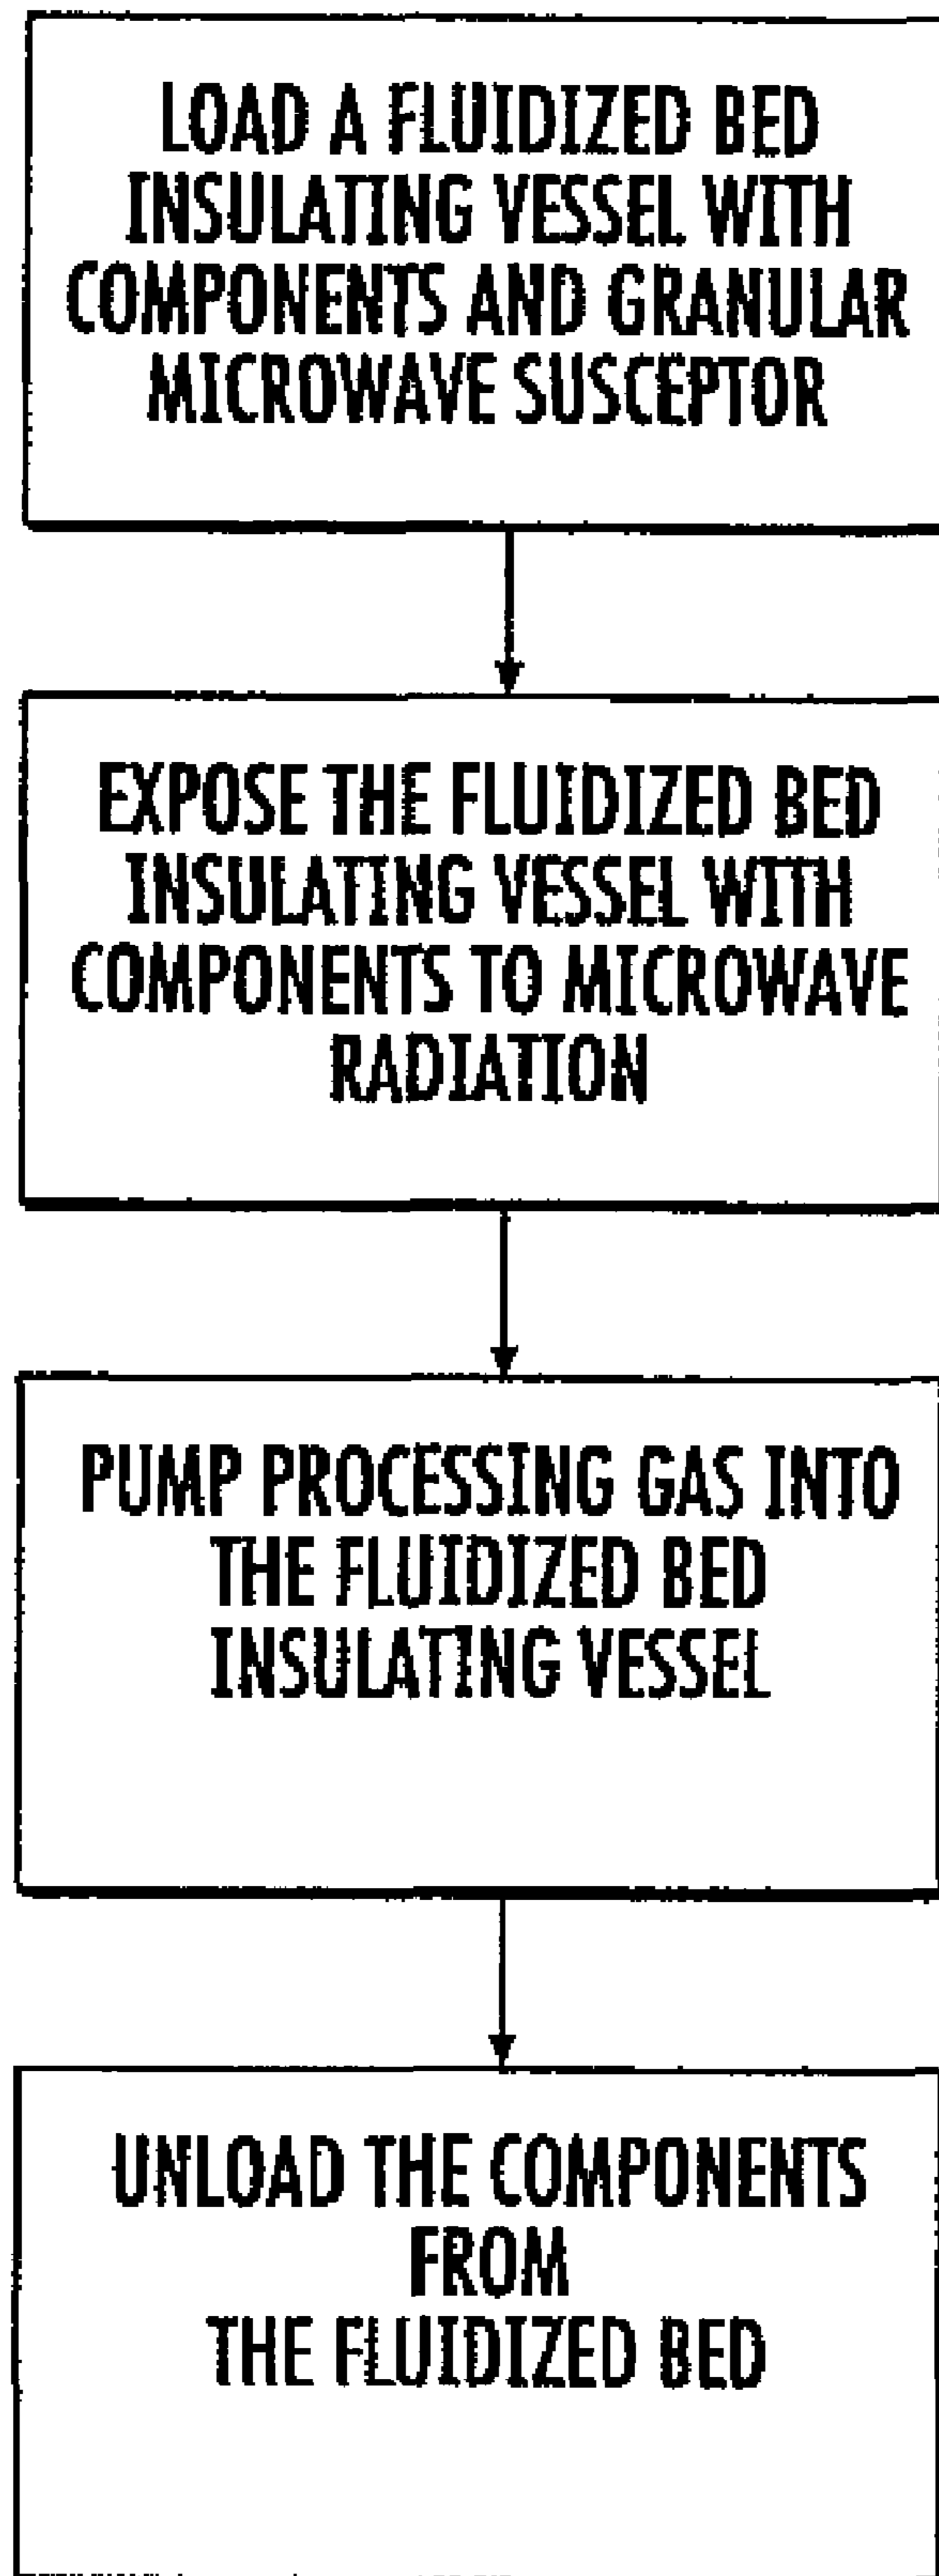 LOAD A FLUIDIZED BED
INSULATING VESSEL WITH
COMPONENTS AND GRANULAR
MICROWAVE SUSCEPTOR
EXPOSE THE FLUIDIZED BED
INSULATING VESSEL WITH
COMPONENTS TO MICROWAVE
RADIATION
PUMP PROCESSING GAS INTO
THE FLUIDIZED BED
INSULATING VESSEL
UNLOAD THE COMPONENTS
FROM
THE FLUIDIZED BED